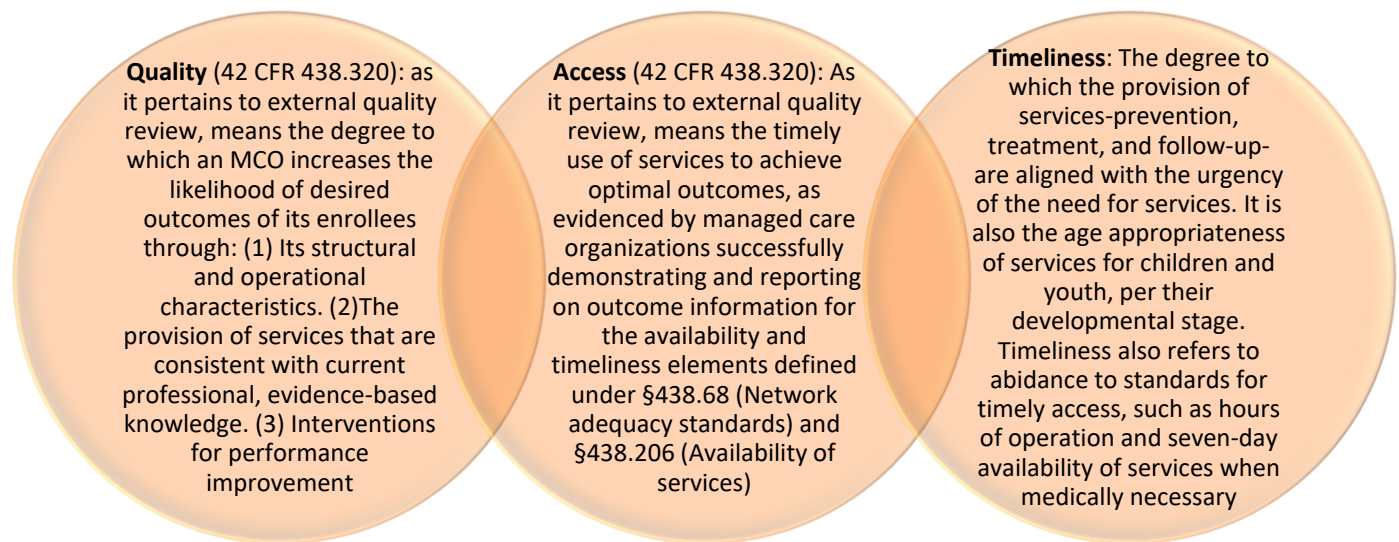 Quality (42 CFR 438.320): as
it pertains to external quality
review, means the degree to
which an MCO increases the
likelihood of desired
outcomes of its enrollees
through: (1) Its structural
and operational
characteristics. (2)The
provision of services that are
consistent with current
professional, evidence-based
knowledge. (3) Interventions
for performance
improvement
Access (42 CFR 438.320): As
it pertains to external quality
review, means the timely
use of services to achieve
optimal outcomes, as
evidenced by managed care
organizations successfully
demonstrating and reporting
on outcome information for
the availability and
timeliness elements defined
under §438.68 (Network
adequacy standards) and
§438.206 (Availability of
services)
Timeliness: The degree to
which the provision of
services-prevention,
treatment, and follow-up-
are aligned with the urgency
of the need for services. It is
also the age appropriateness
of services for children and
youth, per their
developmental stage.
Timeliness also refers to
abidance to standards for
timely access, such as hours
of operation and seven-day
availability of services when
medically necessary